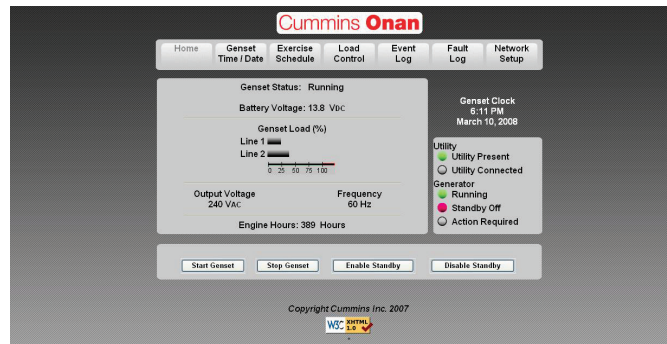 Cummins Onan
Home
Genset Time / Date
Exercise Schedule
Load Control
Event Log
Fault Log
Network Setup
Genset Status: Running
Battery Voltage: 13.8 VDC
Genset Load (%)
Line 1
Line 2
0 25 50 75 100
Output Voltage
240 VAC
Frequency
60 Hz
Engine Hours: 389 Hours
Genset Clock
6:11 PM
March 10, 2008
Utility
Utility Present
Utility Connected
Generator
Running
Standby Off
Action Required
Start Genset
Stop Genset
Enable Standby
Disable Standby
Copyright Cummins Inc. 2007
W3C XHTML 1.0